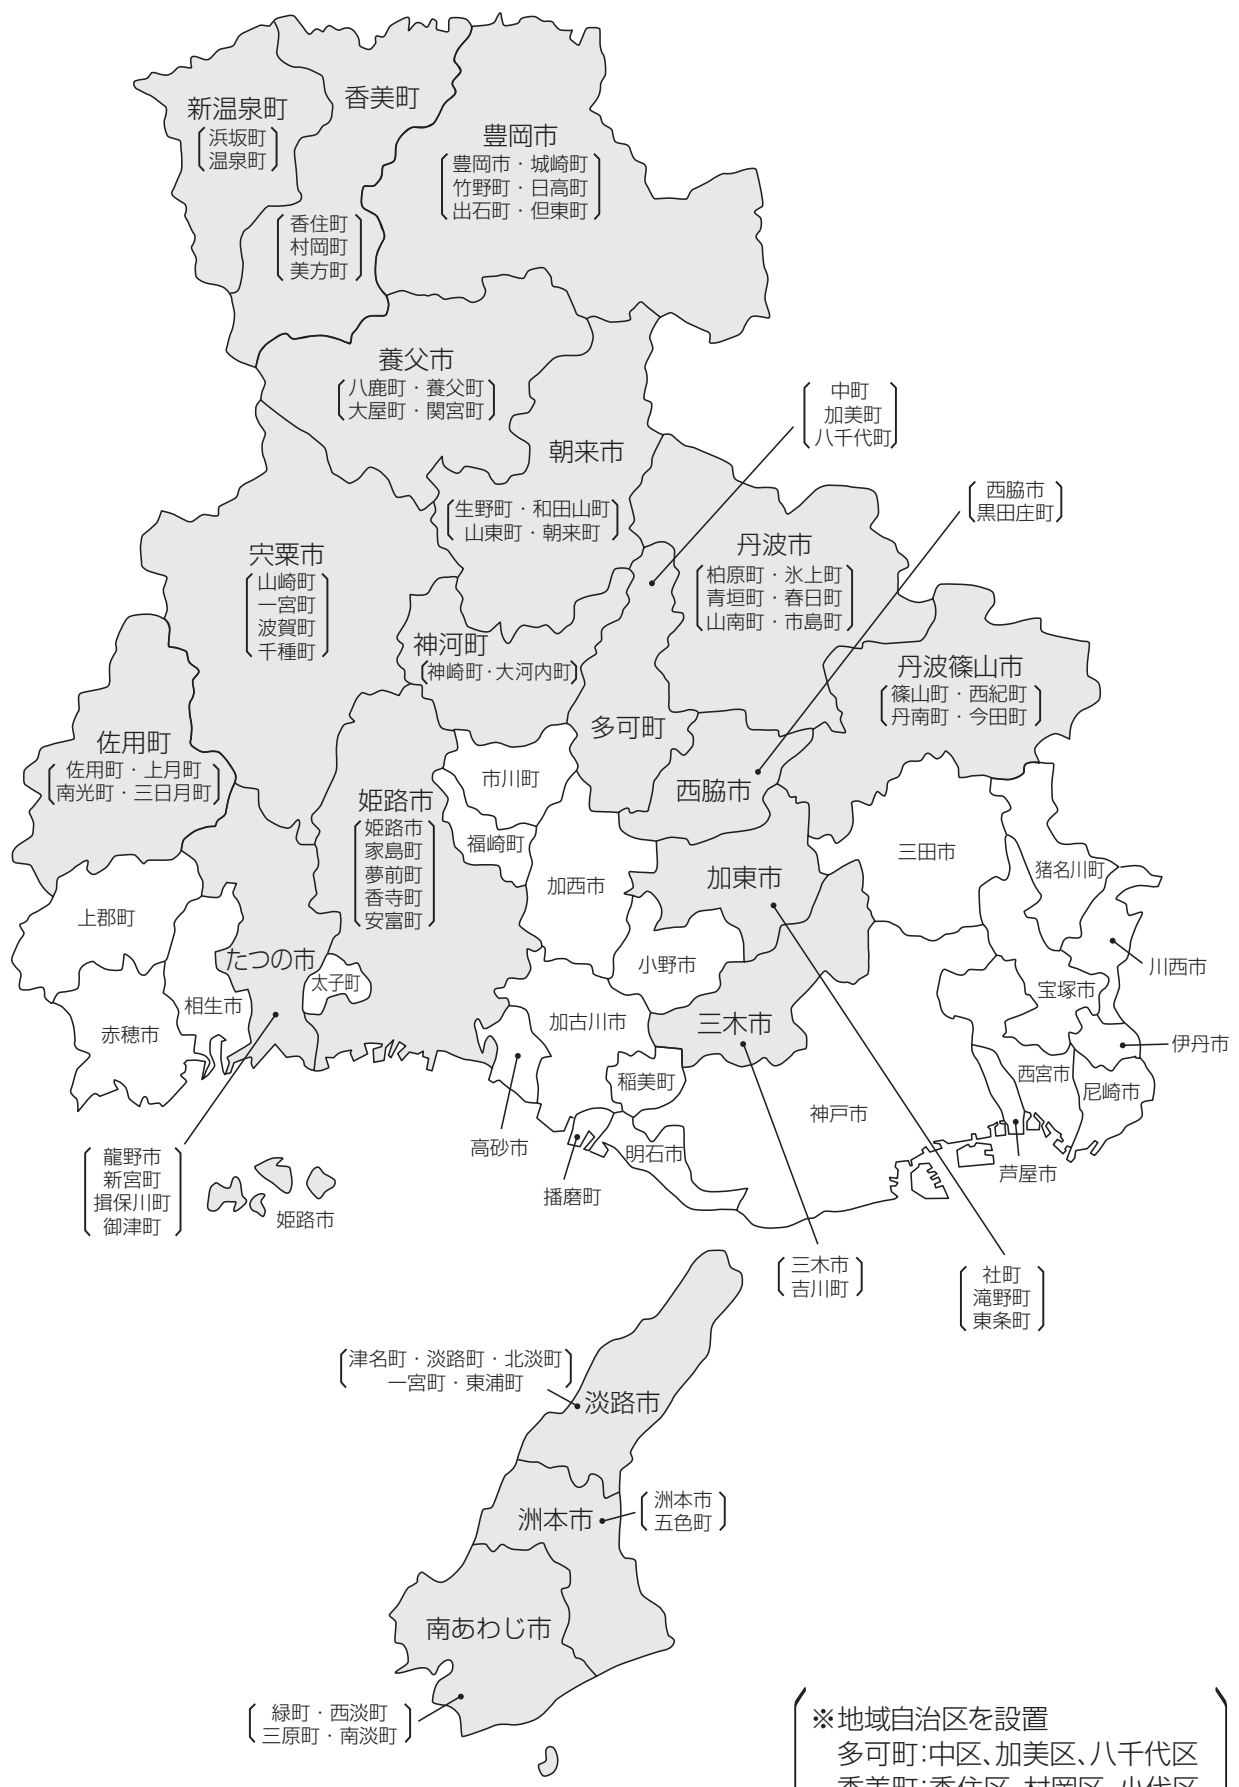 香美町
新温泉町
浜坂町
温泉町
豊岡市
豊岡市・城崎町
竹野町・日高町
出石町・但東町
香住町
村岡町
美方町
養父市
八鹿町・養父町
大屋町・関宮町
中町
加美町
八千代町
朝来市
生野町・和田山町
山東町・朝来町
西脇市
黒田庄町
宍粟市
山崎町
一宮町
波賀町
千種町
丹波市
柏原町・氷上町
青垣町・春日町
山南町・市島町
神河町
神崎町・大河内町
丹波篠山市
篠山町・西紀町
丹南町・今田町
佐用町
佐用町・上月町
南光町・三日月町
多可町
市川町
西脇市
姫路市
姫路市
家島町
夢前町
香寺町
安富町
福崎町
加西市
加東市
三田市
猪名川町
上郡町
たつの市
太子町
小野市
川西市
宝塚市
相生市
赤穂市
加古川市
三木市
伊丹市
稲美町
西宮市
尼崎市
神戸市
高砂市
明石市
芦屋市
播磨町
龍野市
新宮町
揖保川町
御津町
姫路市
三木市
吉川町
社町
滝野町
東条町
津名町・淡路町・北淡町
一宮町・東浦町
淡路市
洲本市
洲本市
五色町
南あわじ市
緑町・西淡町
三原町・南淡町
※地域自治区を設置
多可町：中区、加美区、八千代区
香美町：香住区、村岡区、小代区